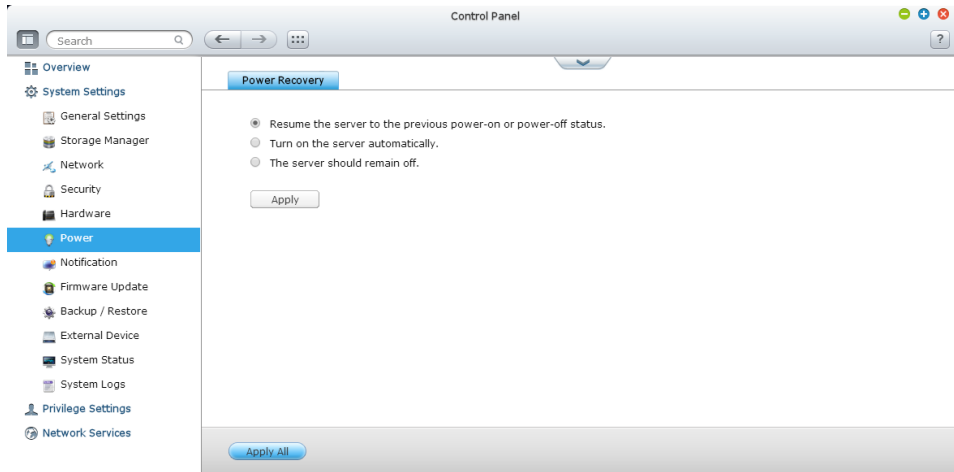 Control Panel
Search
?
Overview
System Settings
General Settings
Storage Manager
Network
Security
Hardware
Power
Notification
Firmware Update
Backup / Restore
External Device
System Status
System Logs
Privilege Settings
Network Services
Power Recovery
Resume the server to the previous power-on or power-off status.
Turn on the server automatically.
The server should remain off.
Apply
Apply All